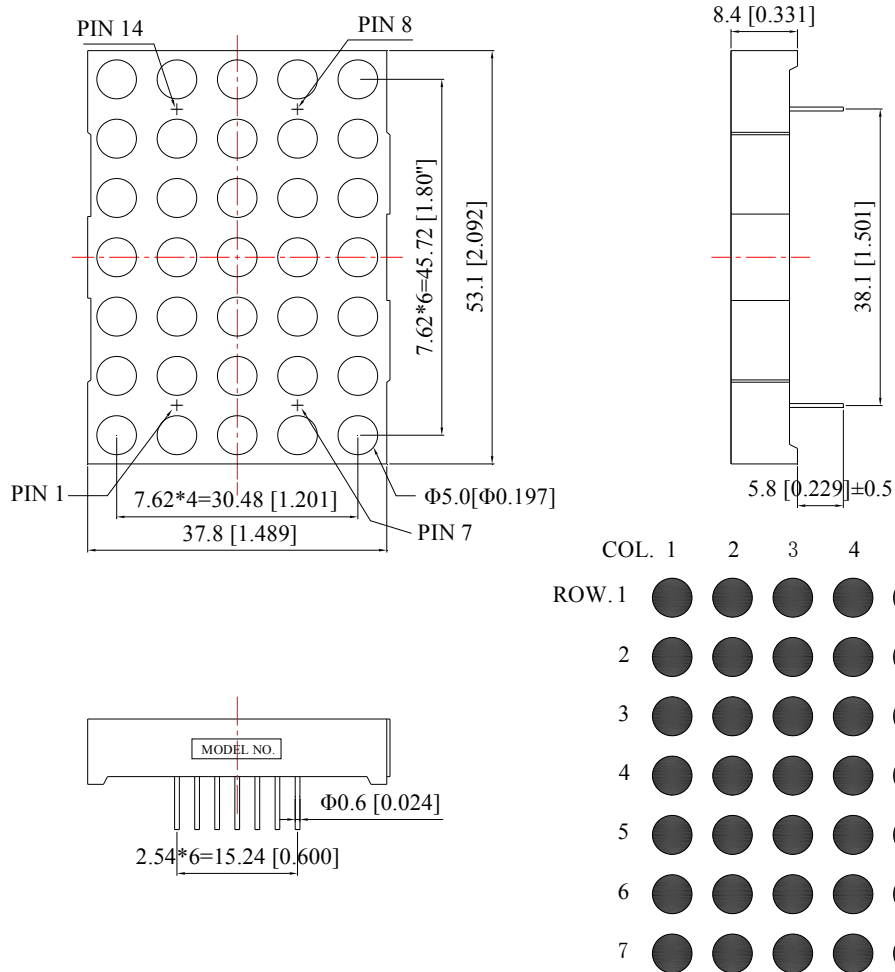 PIN 14
PIN 8
7.62*6=45.72 [1.80"]
53.1 [2.092]
PIN 1
7.62*4=30.48 [1.201]
Φ5.0[Φ0.197]
37.8 [1.489]
PIN 7
8.4 [0.331]
38.1 [1.501]
5.8 [0.229]±0.5
MODEL NO.
Φ0.6 [0.024]
2.54*6=15.24 [0.600]
COL. 1 2 3 4
ROW. 1
2
3
4
5
6
7